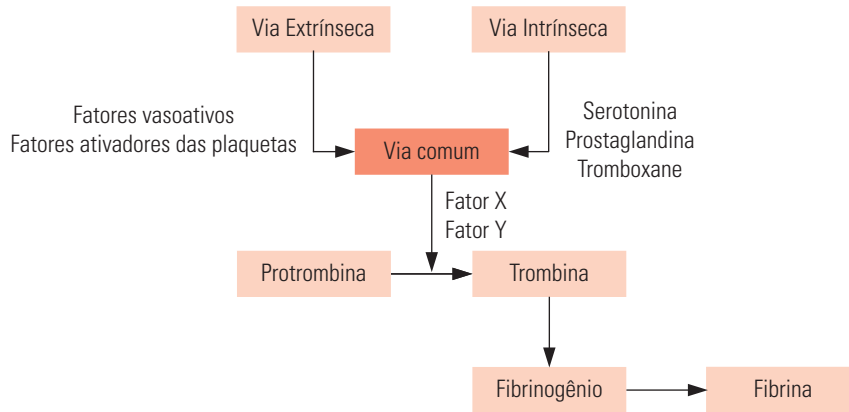 Via Extrínseca
Via Intrínseca
Fatores vasoativos
Fatores ativadores das plaquetas
Serotonina
Prostaglandina
Tromboxane
Via comum
Fator X
Fator Y
Protrombina
Trombina
Fibrinogênio
Fibrina